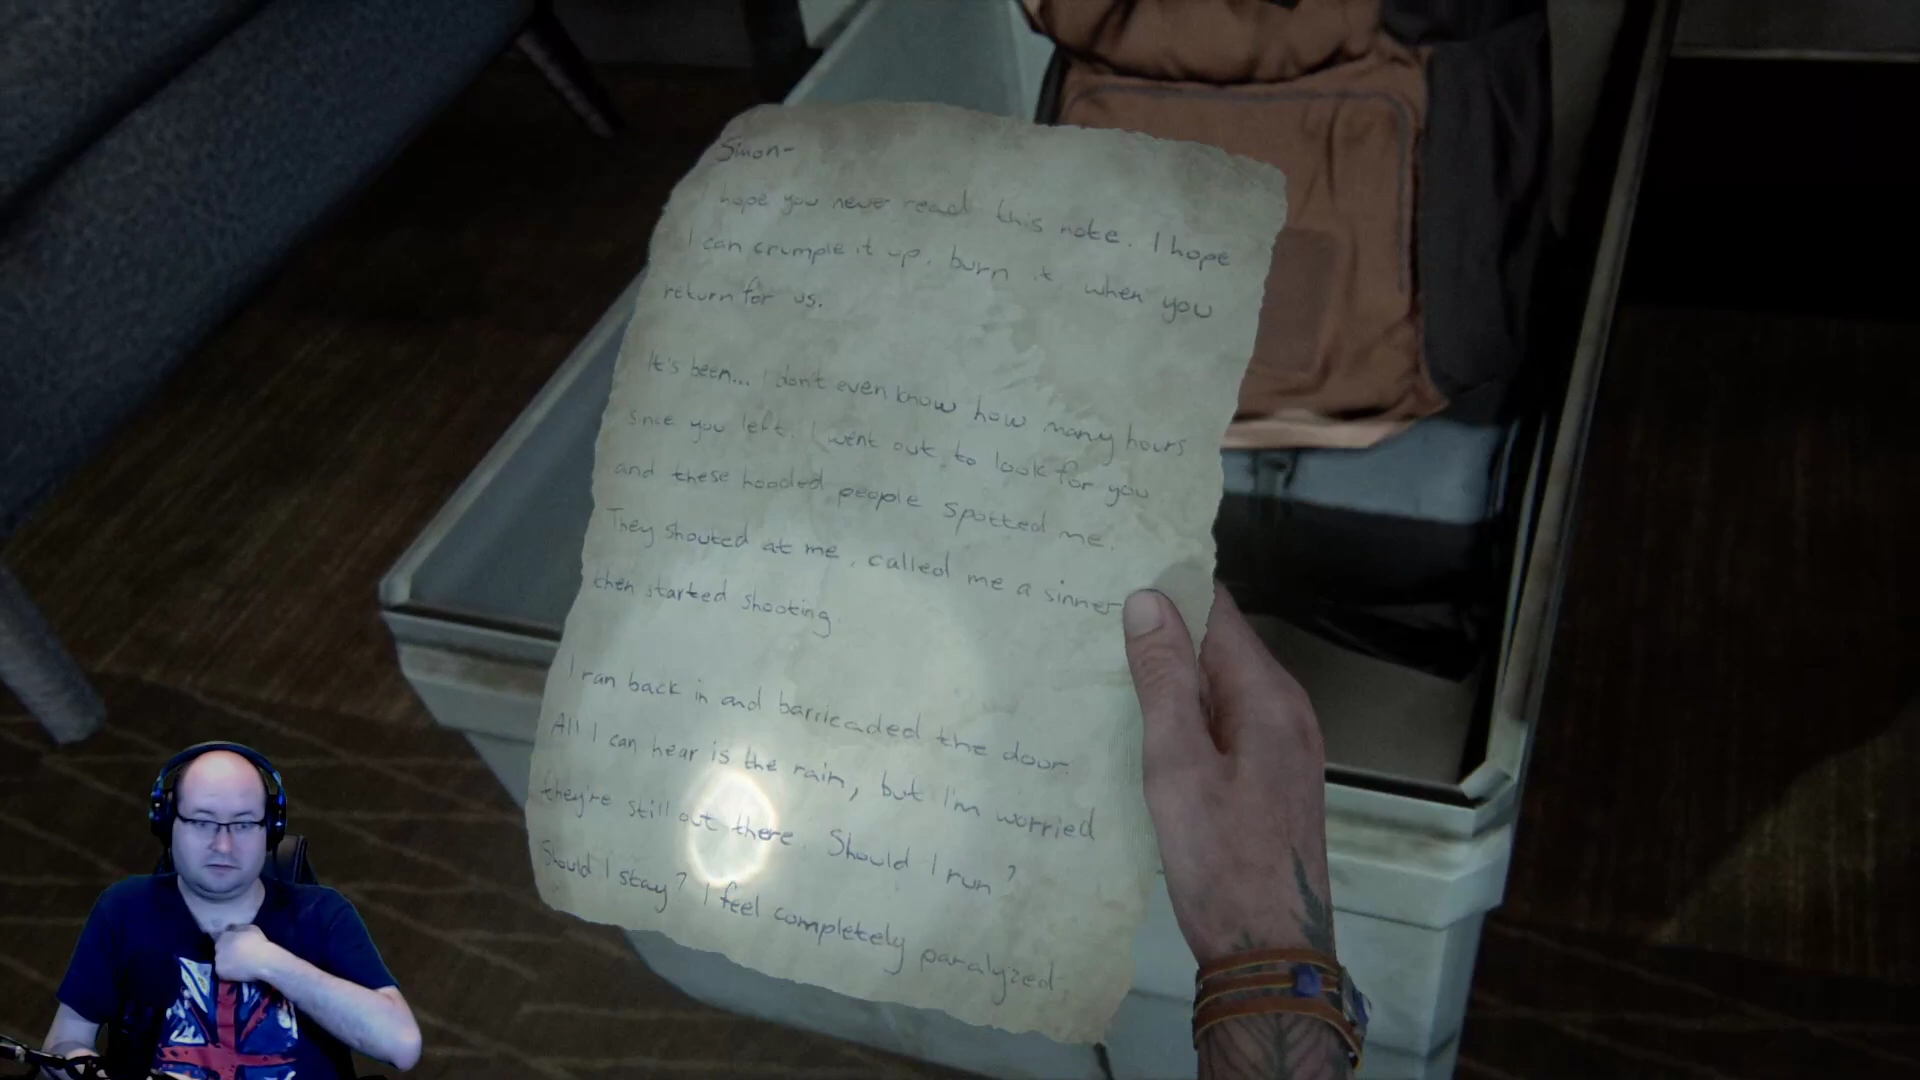 Simon-
I hope you never read this note. I hope
I can crumple it up, burn it when you
return for us.
It's been... I don't even know how many hours
since you left. I went out to look for you
and these hooded people spotted me.
They shouted at me, called me a sinner
then started shooting.
I ran back in and barricaded the door.
All I can hear is the rain, but I'm worried
they're still out there. Should I run?
Should I stay? I feel completely paralyzed.